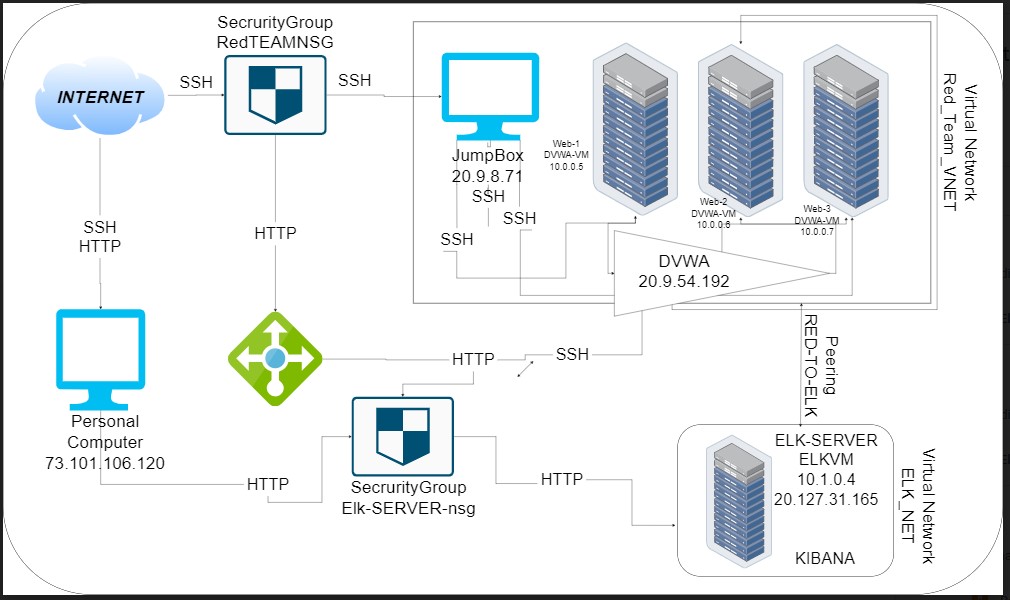 SecrurityGroup
RedTEAMNSG
INTERNET
SSH
SSH
JumpBox
20.9.8.71
SSH
SSH
SSH
Web-1
DVWA-VM
10.0.0.5
Web-2
DVWA-VM
10.0.0.6
Web-3
DVWA-VM
10.0.0.7
Virtual Network
Red_Team_VNET
SSH
HTTP
HTTP
DVWA
20.9.54.192
HTTP
SSH
Peering
RED-TO-ELK
Personal
Computer
73.101.106.120
HTTP
SecrurityGroup
Elk-SERVER-nsg
HTTP
ELK-SERVER
ELKVM
10.1.0.4
20.127.31.165
KIBANA
Virtual Network
ELK_NET